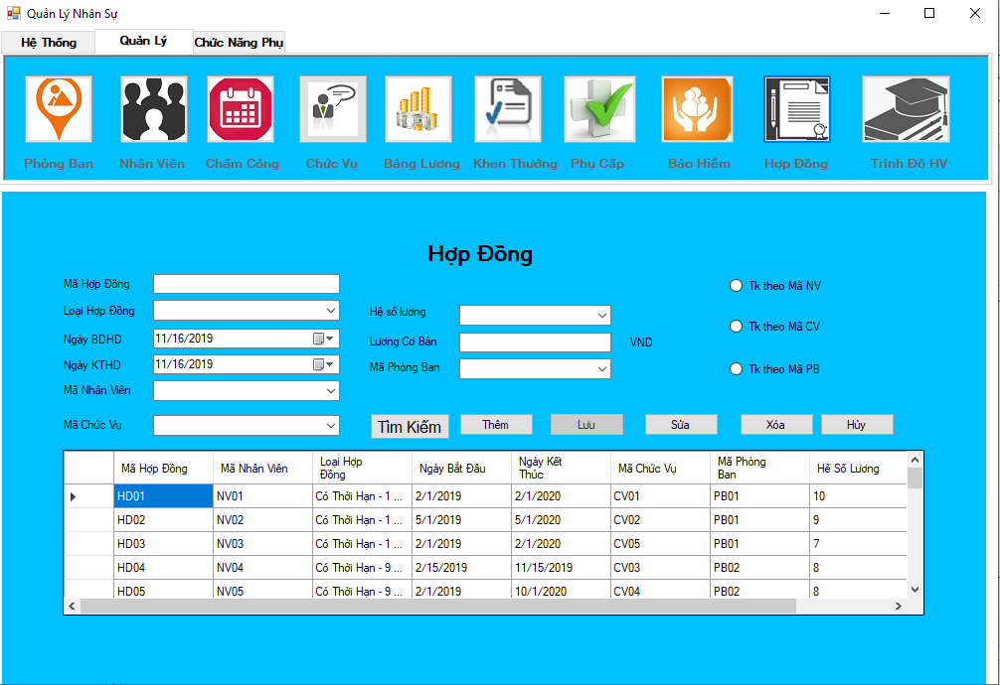 Quản Lý Nhân Sự
Hệ Thống Quản Lý Chức Năng Phụ
Phòng Ban Nhân Viên Chấm Công Chức Vụ Bảng Lương Khen Thưởng Phụ Cấp Bảo Hiểm Hợp Đồng Trình Độ HV
Hợp Đồng
Mã Hợp Đồng
Loại Hợp Đồng
Ngày BDHD 11/16/2019
Ngày KTHD 11/16/2019
Mã Nhân Viên
Mã Chức Vụ
Hệ số lương
Lương Cơ Bản VND
Mã Phòng Ban
Tk theo Mã NV
Tk theo Mã CV
Tk theo Mã PB
Tìm Kiếm Thêm Lưu Sửa Xóa Hủy
Mã Hợp Đồng Mã Nhân Viên Loại Hợp Đồng Ngày Bắt Đầu Ngày Kết Thúc Mã Chức Vụ Mã Phòng Ban Hế Số Lương
HD01 NV01 Có Thời Hạn - 1 ... 2/1/2019 2/1/2020 CV01 PB01 10
HD02 NV02 Có Thời Hạn - 1 ... 5/1/2019 5/1/2020 CV02 PB01 9
HD03 NV03 Có Thời Hạn - 1 ... 2/1/2019 2/1/2020 CV05 PB01 7
HD04 NV04 Có Thời Hạn - 9 ... 2/15/2019 11/15/2019 CV03 PB02 8
HD05 NV05 Có Thời Hạn - 9 ... 2/1/2019 10/1/2020 CV04 PB02 8